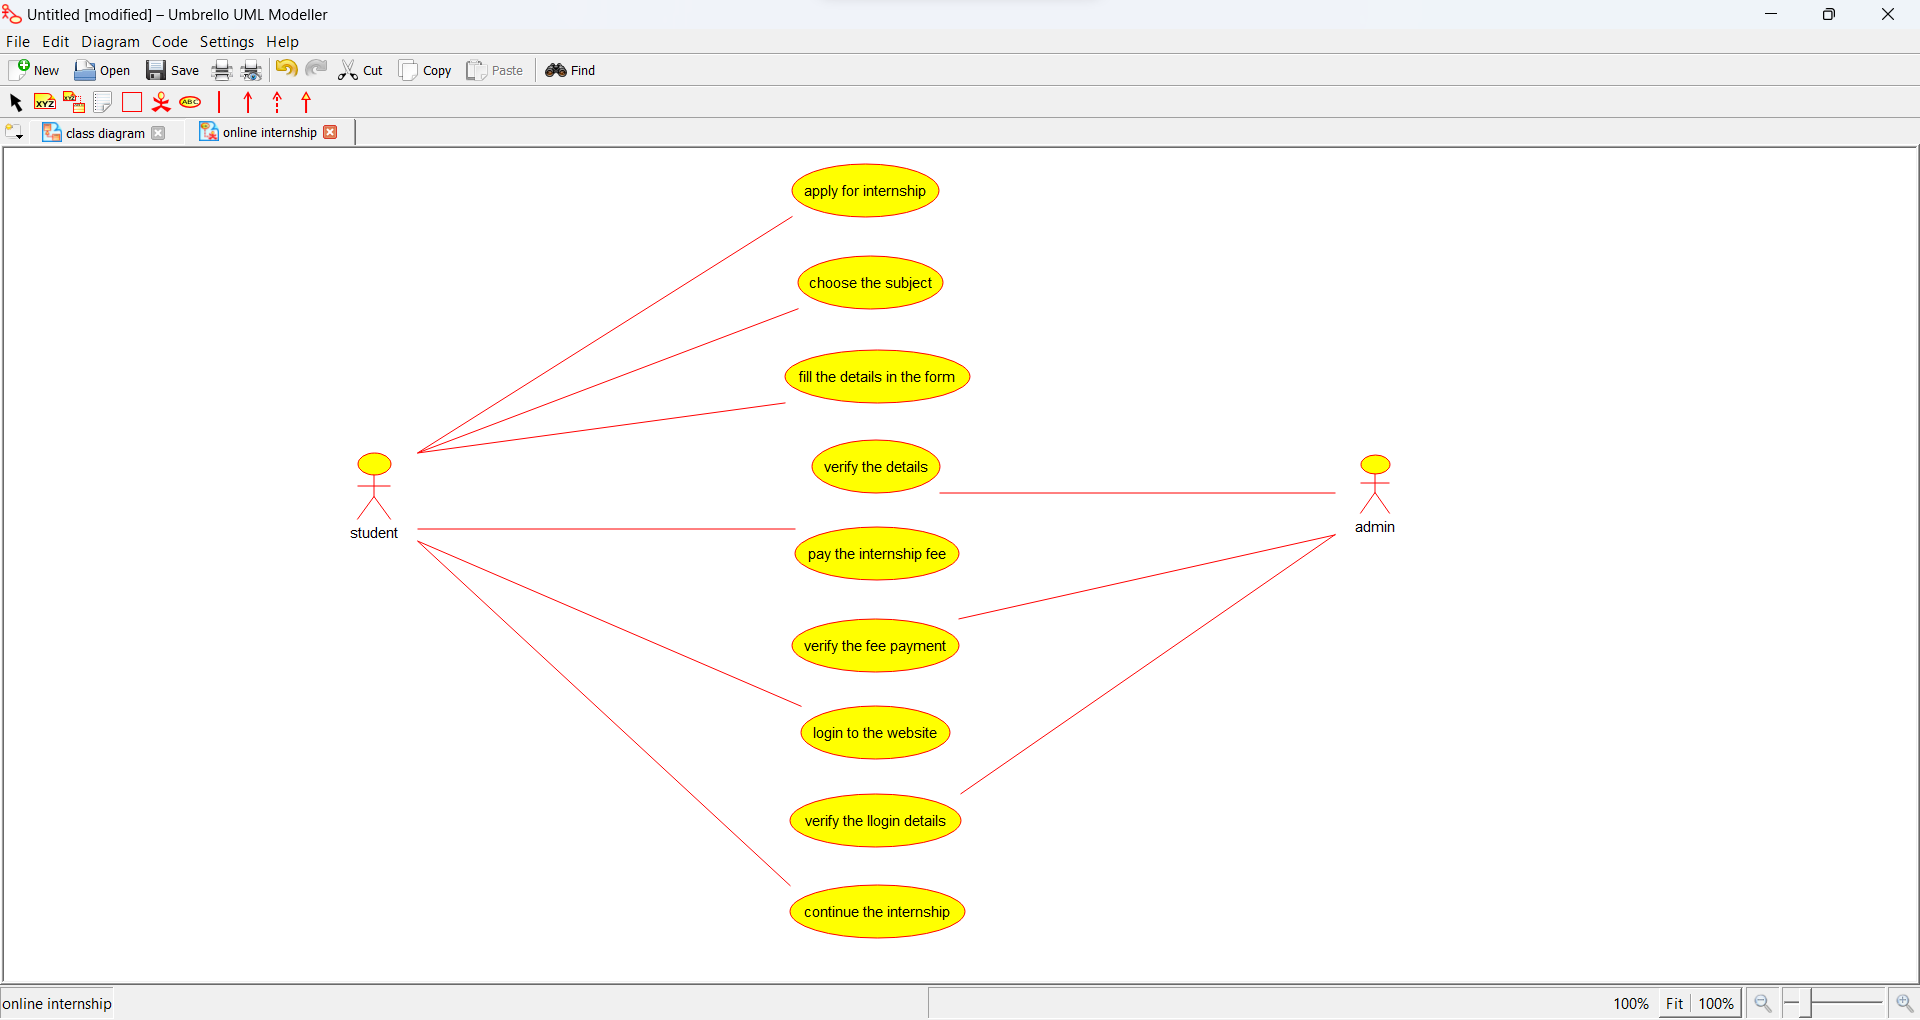 Untitled [modified] – Umbrello UML Modeller
File Edit Diagram Code Settings Help
New Open Save Cut Copy Paste Find
XYZ XYZ ABC
class diagram online internship
apply for internship
choose the subject
fill the details in the form
verify the details
student
admin
pay the internship fee
verify the fee payment
login to the website
verify the llogin details
continue the internship
online internship 100% Fit 100%